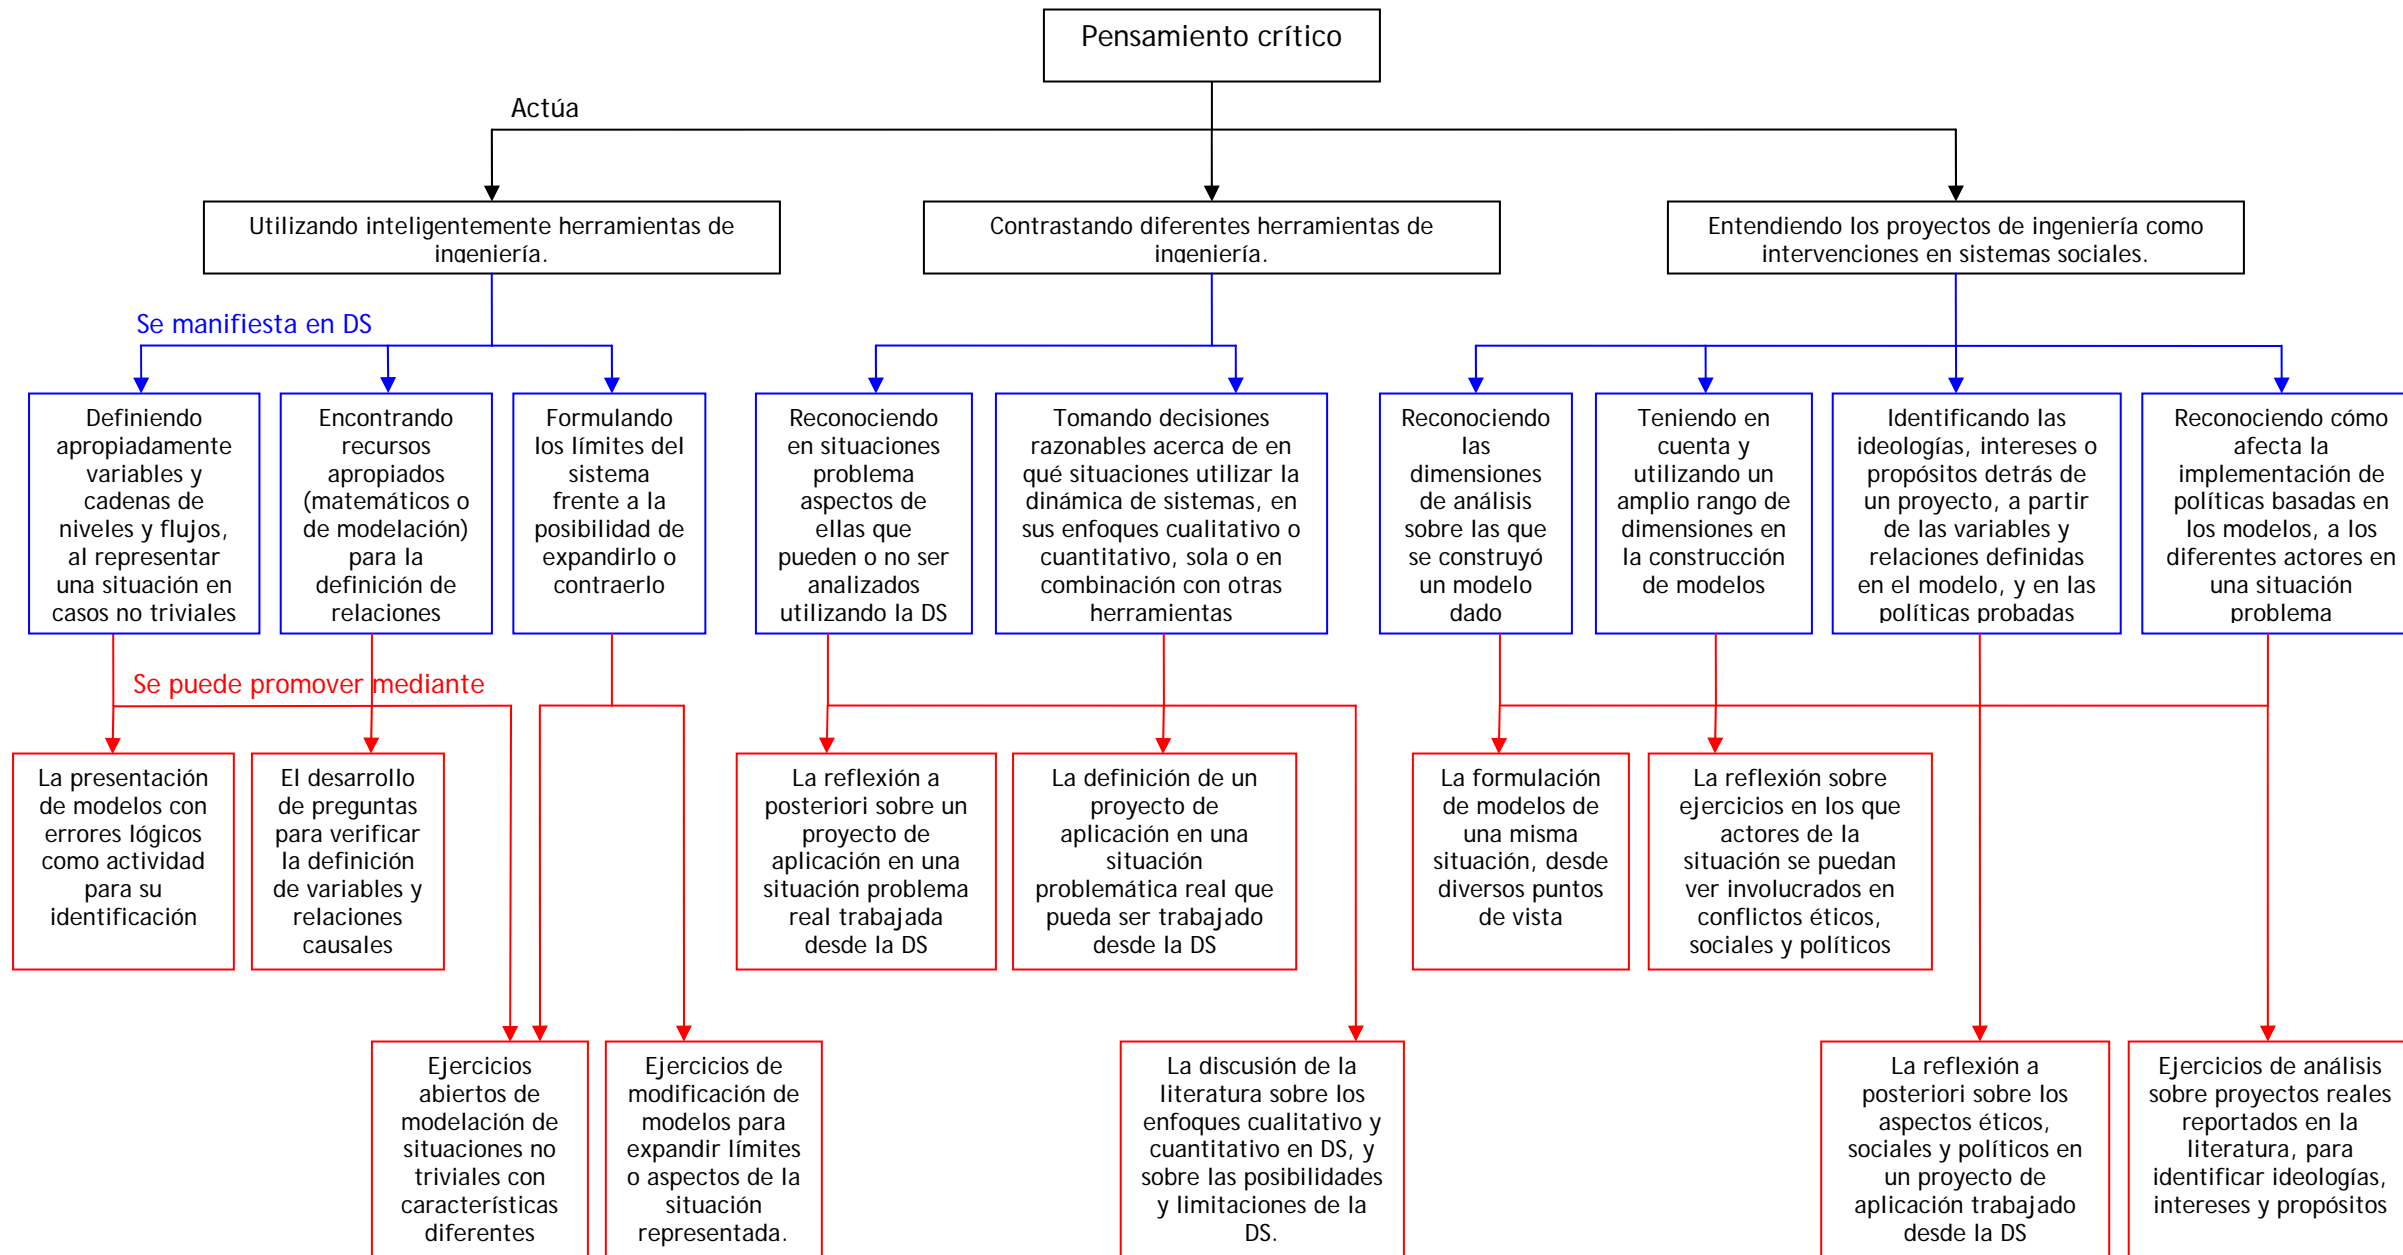 Pensamiento crítico
Actúa
Utilizando inteligentemente herramientas de
ingeniería.
Contrastando diferentes herramientas de
ingeniería.
Entendiendo los proyectos de ingeniería como
intervenciones en sistemas sociales.
Se manifiesta en DS
Definiendo
apropiadamente
variables y
cadenas de
niveles y flujos,
al representar
una situación en
casos no triviales
Encontrando
recursos
apropiados
(matemáticos o
de modelación)
para la
definición de
relaciones
Formulando
los límites del
sistema
frente a la
posibilidad de
expandirlo o
contraerlo
Reconociendo
en situaciones
problema
aspectos de
ellas que
pueden o no ser
analizados
utilizando la DS
Tomando decisiones
razonables acerca de en
qué situaciones utilizar la
dinámica de sistemas, en
sus enfoques cualitativo o
cuantitativo, sola o en
combinación con otras
herramientas
Reconociendo
las
dimensiones
de análisis
sobre las que
se construyó
un modelo
dado
Teniendo en
cuenta y
utilizando un
amplio rango de
dimensiones en
la construcción
de modelos
Identificando las
ideologías, intereses o
propósitos detrás de
un proyecto, a partir
de las variables y
relaciones definidas
en el modelo, y en las
políticas probadas
Reconociendo cómo
afecta la
implementación de
políticas basadas en
los modelos, a los
diferentes actores en
una situación
problema
Se puede promover mediante
La presentación
de modelos con
errores lógicos
como actividad
para su
identificación
El desarrollo
de preguntas
para verificar
la definición
de variables y
relaciones
causales
La reflexión a
posteriori sobre un
proyecto de
aplicación en una
situación problema
real trabajada
desde la DS
La definición de un
proyecto de
aplicación en una
situación
problemática real que
pueda ser trabajado
desde la DS
La formulación
de modelos de
una misma
situación, desde
diversos puntos
de vista
La reflexión sobre
ejercicios en los que
actores de la
situación se puedan
ver involucrados en
conflictos éticos,
sociales y políticos
Ejercicios
abiertos de
modelación de
situaciones no
triviales con
características
diferentes
Ejercicios de
modificación de
modelos para
expandir límites
o aspectos de la
situación
representada.
La discusión de la
literatura sobre los
enfoques cualitativo y
cuantitativo en DS, y
sobre las posibilidades
y limitaciones de la
DS.
La reflexión a
posteriori sobre los
aspectos éticos,
sociales y políticos en
un proyecto de
aplicación trabajado
desde la DS
Ejercicios de análisis
sobre proyectos reales
reportados en la
literatura, para
identificar ideologías,
intereses y propósitos